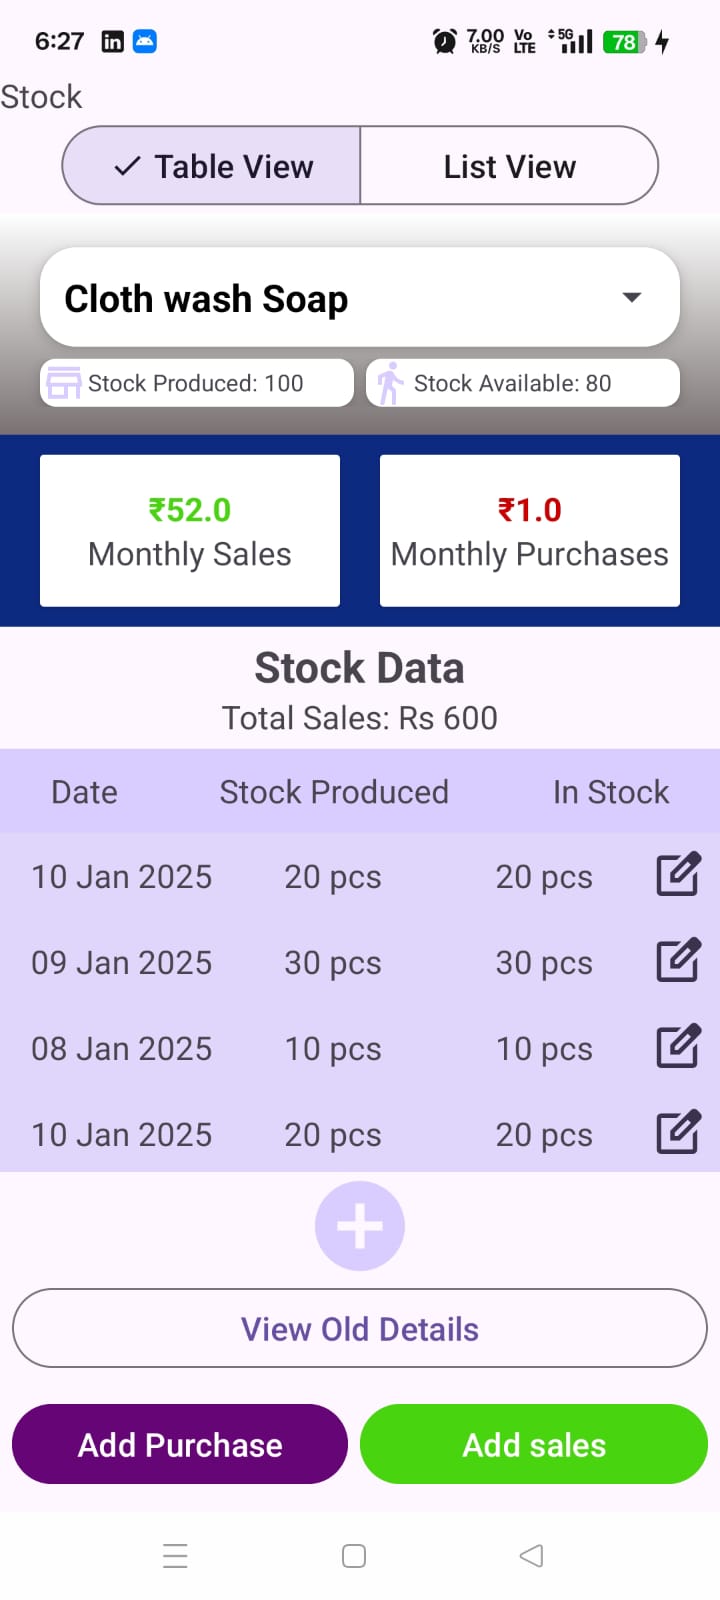 6:27 in 7.00 KB/S Vo LTE 5G 78
Stock
Table View List View
Cloth wash Soap
Stock Produced: 100 Stock Available: 80
₹52.0 ₹1.0
Monthly Sales Monthly Purchases
Stock Data
Total Sales: Rs 600
Date Stock Produced In Stock
10 Jan 2025 20 pcs 20 pcs
09 Jan 2025 30 pcs 30 pcs
08 Jan 2025 10 pcs 10 pcs
10 Jan 2025 20 pcs 20 pcs
View Old Details
Add Purchase Add sales